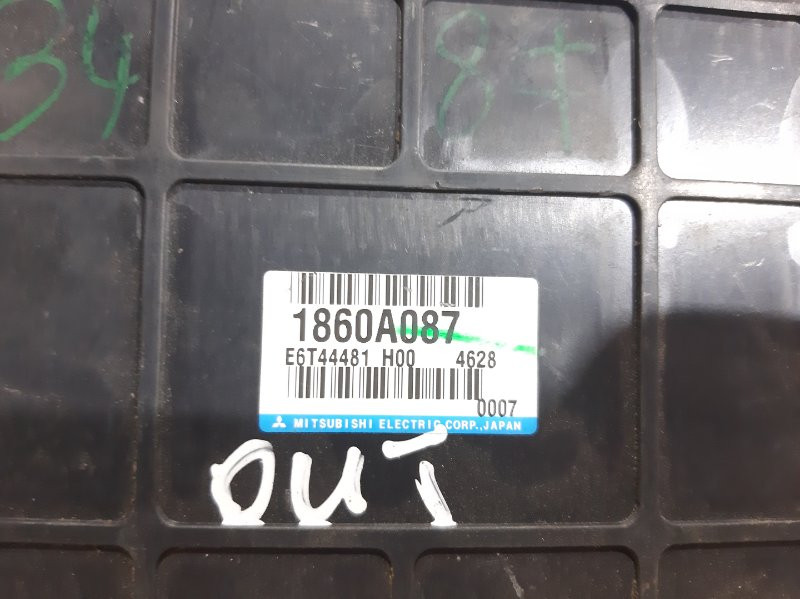 34 87
1860A087
E6T44481 H00 4628
0007
MITSUBISHI ELECTRIC CORP., JAPAN
OUT